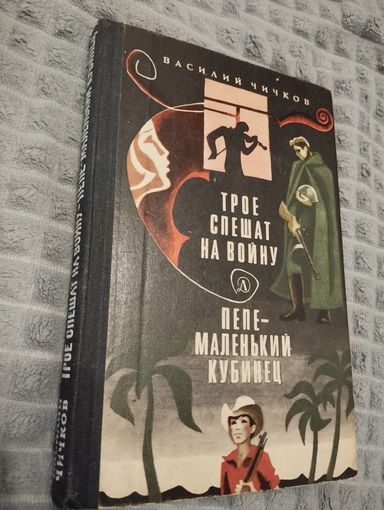 ВАСИЛИЙ ЧИЧКОВ
ТРОЕ
СПЕШАТ
НА ВОЙНУ
Д
ПЕПЕ-
МАЛЕНЬКИЙ
КУБИНЕЦ
ЧИЧКОВ
ТРОЕ СПЕШАТ НА ВОЙНУ